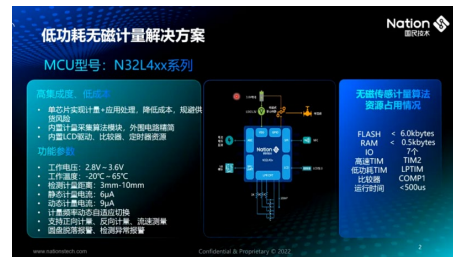 低功耗无磁计量解决方案
Nation
国民技术
MCU型号：N32L4xx系列
高集成度、低成本
• 单芯片实现计量+应用处理，降低成本，规避供货风险
• 内置计量采集算法模块，外围电路精简
• 内置LCD驱动、比较器、定时器资源
功能参数
• 工作电压：2.8V～3.6V
• 工作温度：-20℃～65℃
• 检测计量距离：3mm-10mm
• 静态计量电流：6μA
• 动态计量电流：9μA
• 计量频率动态自适应切换
• 支持正向计量、反向计量、流速测量
• 圆盘脱落报警，检测异常报警
Nation
无磁传感计量算法
资源占用情况
FLASH < 6.0kbytes
RAM < 0.5kbytes
IO 7个
高速TIM TIM2
低功耗TIM LPTIM
比较器 COMP1
运行时间 <500us
www.nationstech.com
Confidential & Proprietary © 2022
2